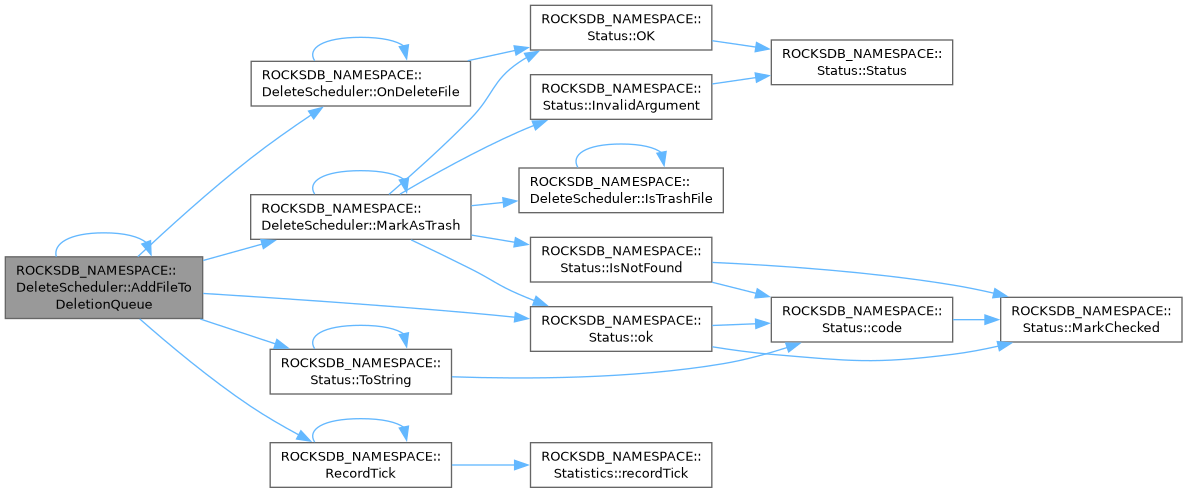 ROCKSDB_NAMESPACE::
DeleteScheduler::AddFileTo
DeletionQueue
ROCKSDB_NAMESPACE::
DeleteScheduler::OnDeleteFile
ROCKSDB_NAMESPACE::
DeleteScheduler::MarkAsTrash
ROCKSDB_NAMESPACE::
Status::ToString
ROCKSDB_NAMESPACE::
RecordTick
ROCKSDB_NAMESPACE::
Status::OK
ROCKSDB_NAMESPACE::
Status::InvalidArgument
ROCKSDB_NAMESPACE::
DeleteScheduler::IsTrashFile
ROCKSDB_NAMESPACE::
Status::IsNotFound
ROCKSDB_NAMESPACE::
Status::ok
ROCKSDB_NAMESPACE::
Statistics::recordTick
ROCKSDB_NAMESPACE::
Status::Status
ROCKSDB_NAMESPACE::
Status::code
ROCKSDB_NAMESPACE::
Status::MarkChecked